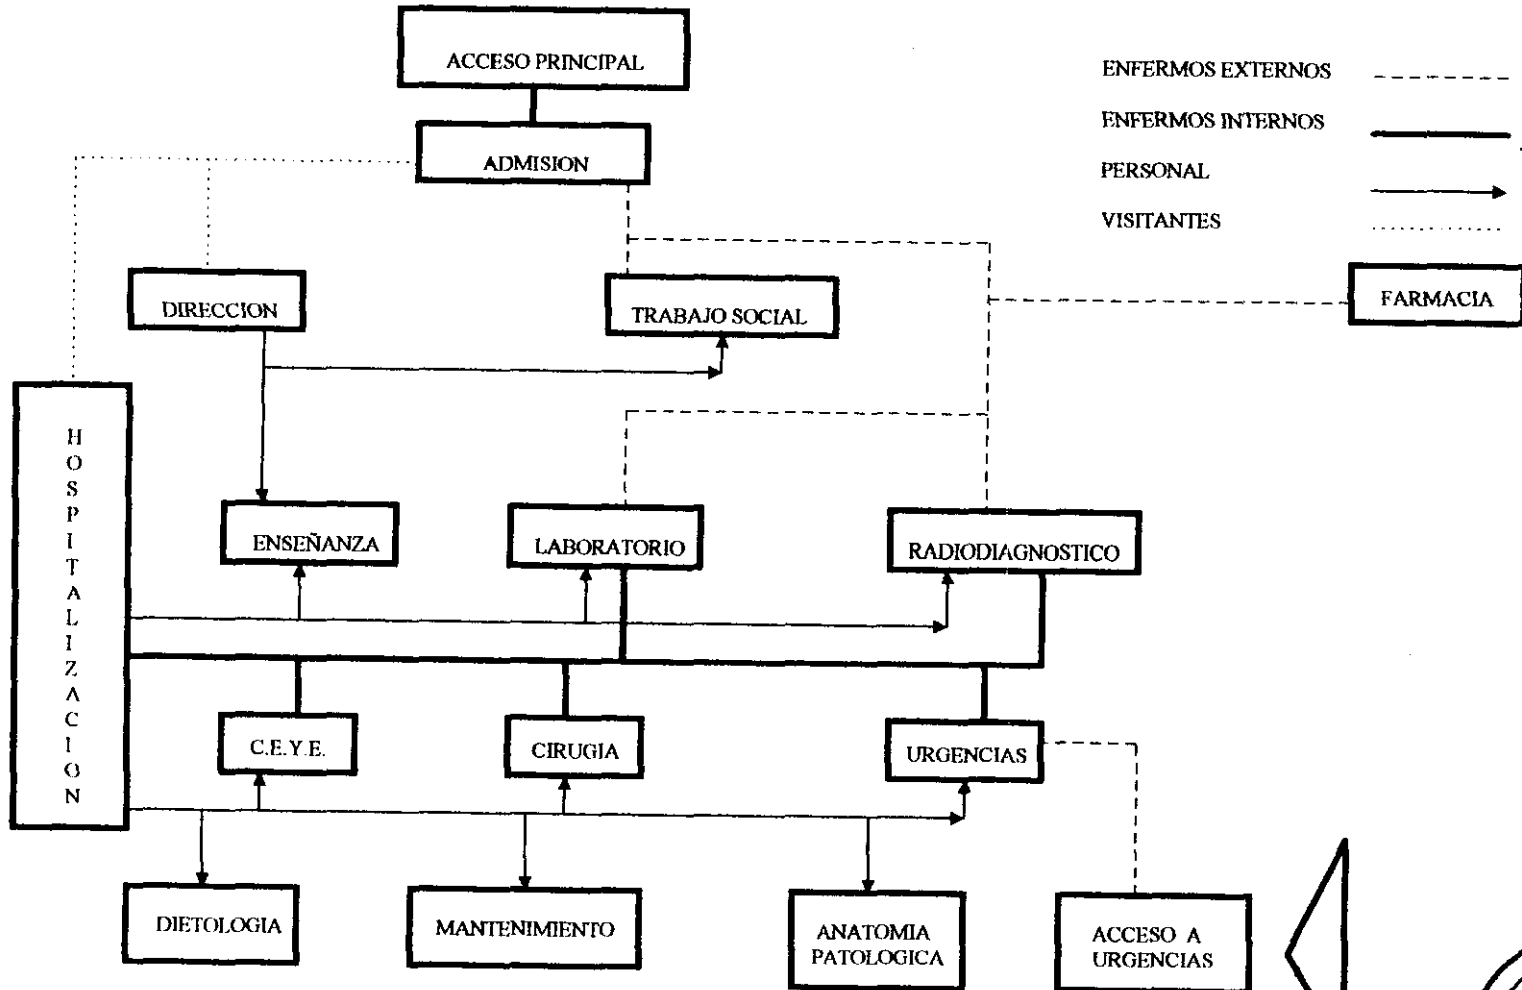 ACCESO PRINCIPAL
ENFERMOS EXTERNOS
ENFERMOS INTERNOS
ADMISION
PERSONAL
VISITANTES
DIRECCION
TRABAJO SOCIAL
FARMACIA
HOSPITALIZACION
ENSEÑANZA
LABORATORIO
RADIODIAGNOSTICO
C.E.Y.E.
CIRUGIA
URGENCIAS
DIETOLOGIA
MANTENIMIENTO
ANATOMIA
PATOLOGICA
ACCESO A
URGENCIAS